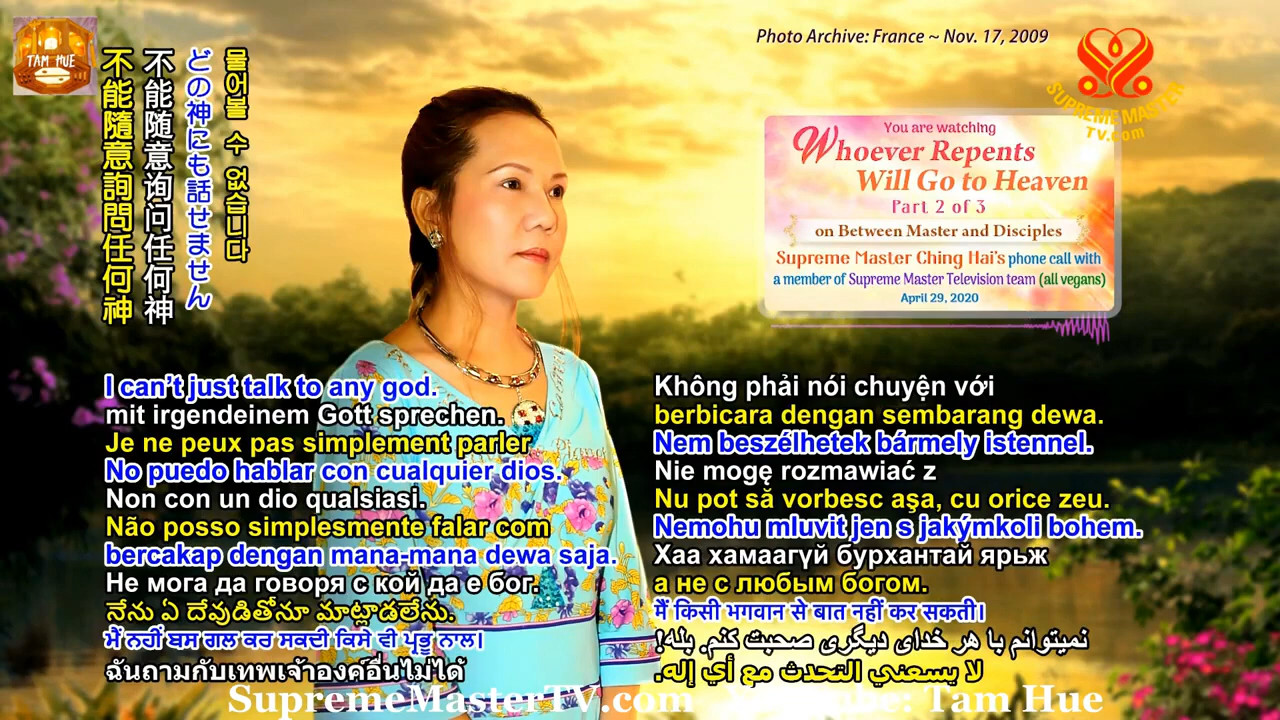 TAM HUE
不能隨意詢問任何神
不能随意询问任何神
どの神にも話せません
물어볼 수 없습니다
Photo Archive: France ~ Nov. 17, 2009
SUPREME MASTER
Tv.com
You are watching
Whoever Repents
Will Go to Heaven
Part 2 of 3
on Between Master and Disciples
Supreme Master Ching Hai's phone call with
a member of Supreme Master Television team (all vegans)
April 29, 2020
I can't just talk to any god.
mit irgendeinem Gott sprechen.
Je ne peux pas simplement parler
No puedo hablar con cualquier dios.
Non con un dio qualsiasi.
Não posso simplesmente falar com
bercakap dengan mana-mana dewa saja.
Не мога да говоря с кой да е бог.
నేను ఏ దేవుడితోనూ మాట్లాడలేను.
ਮੈਂ ਨਹੀਂ ਬਸ ਗਲ ਕਰ ਸਕਦੀ ਕਿਸੇ ਵੀ ਪ੍ਰਭੂ ਨਾਲ।
ฉันถามกับเทพเจ้าองค์อื่นไม่ได้
Không phải nói chuyện với
berbicara dengan sembarang dewa.
Nem beszélhetek bármely istennel.
Nie mogę rozmawiać z
Nu pot să vorbesc aşa, cu orice zeu.
Nemohu mluvit jen s jakýmkoli bohem.
Хаа хамаагүй бурхантай ярьж
а не с любым богом.
मैं किसी भगवान से बात नहीं कर सकती।
نمیتوانم با هر خدای دیگری صحبت کنم. بله!
لا يسعني التحدث مع أي إله.
SupremeMasterTV.com
Tam Hue